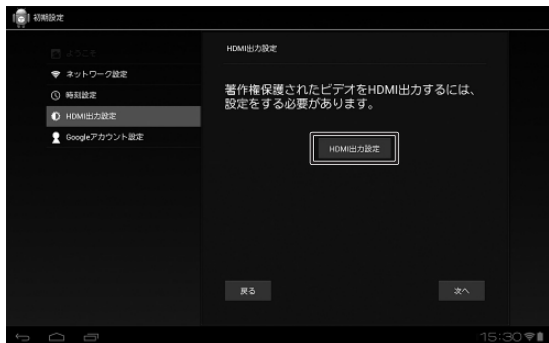 初期設定
ようこそ
ネットワーク設定
時刻設定
HDMI出力設定
Googleアカウント設定
HDMI出力設定
著作権保護されたビデオをHDMI出力するには、
設定をする必要があります。
HDMI出力設定
戻る
次へ
15:30